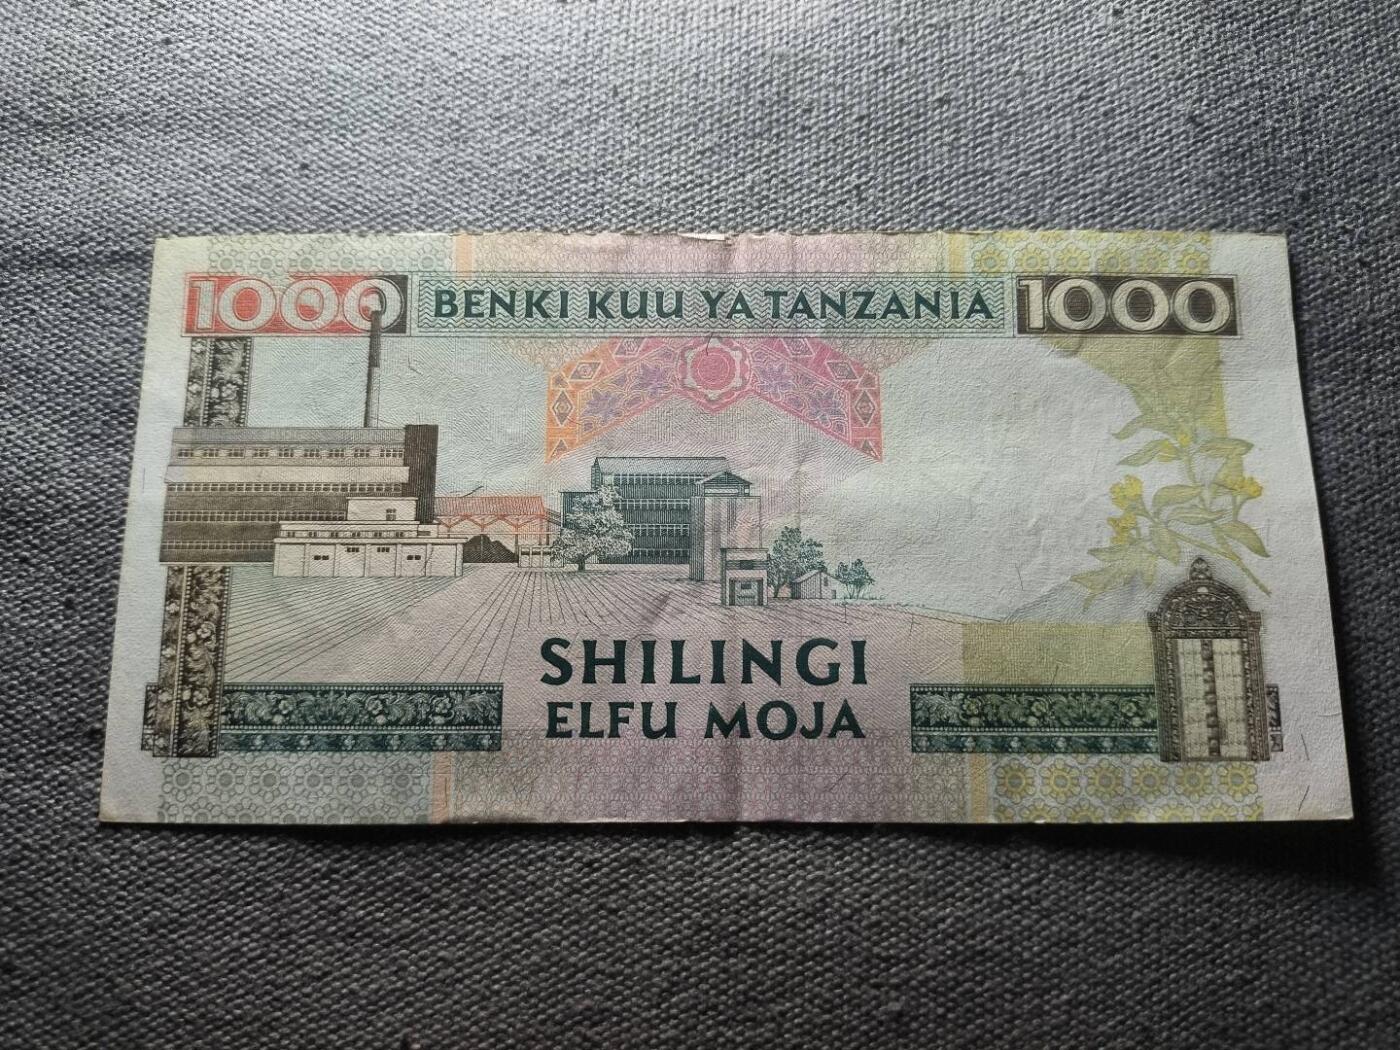 1000 BENKI KUU YA TANZANIA 1000
SHILINGI
ELFU MOJA